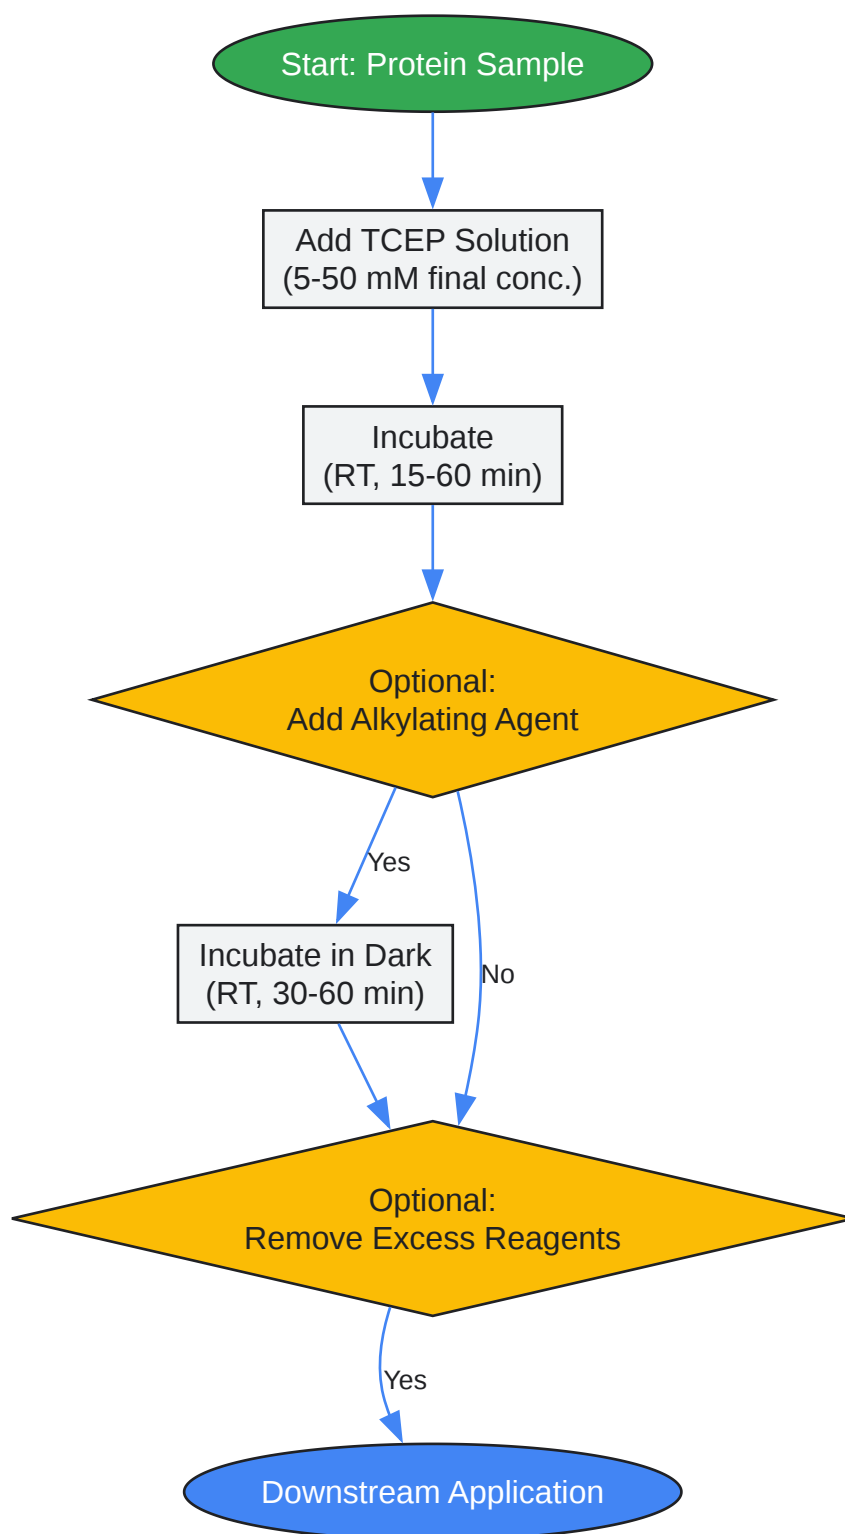 Start: Protein Sample
Add TCEP Solution
(5-50 mM final conc.)
Incubate
(RT, 15-60 min)
Optional:
Add Alkylating Agent
Yes
Incubate in Dark
(RT, 30-60 min)
No
Optional:
Remove Excess Reagents
Yes
Downstream Application